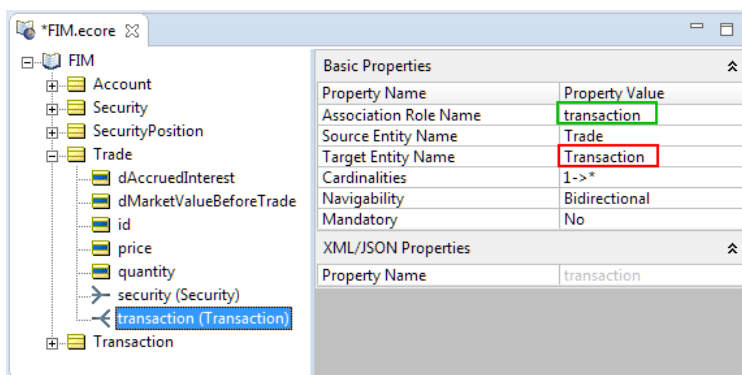 *FIM.ecore
FIM
Account
Security
SecurityPosition
Trade
dAccruedInterest
dMarketValueBeforeTrade
id
price
quantity
security (Security)
transaction (Transaction)
Transaction
Basic Properties
Property Name Property Value
Association Role Name transaction
Source Entity Name Trade
Target Entity Name Transaction
Cardinalities 1->*
Navigability Bidirectional
Mandatory No
XML/JSON Properties
Property Name transaction